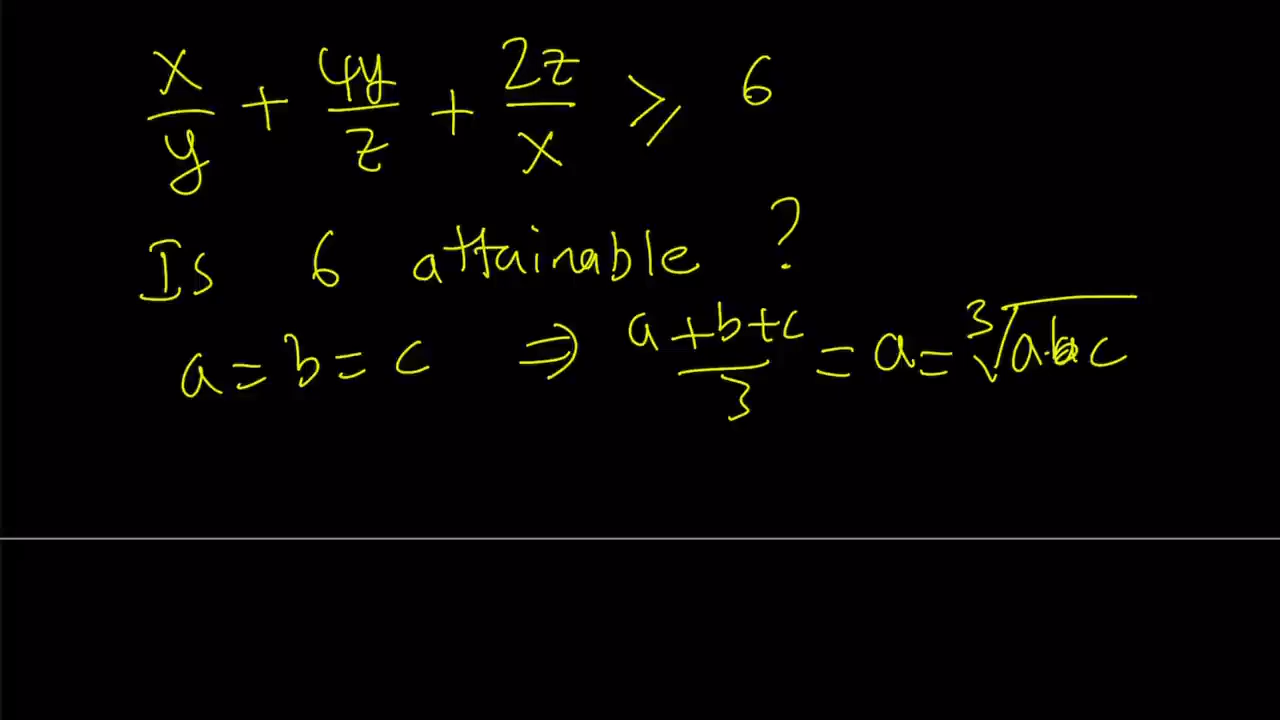 x/y + 4y/z + 2z/x ≥ 6
Is 6 attainable ?
a = b = c ⇒ (a+b+c)/3 = a = ∛(a·b·c)